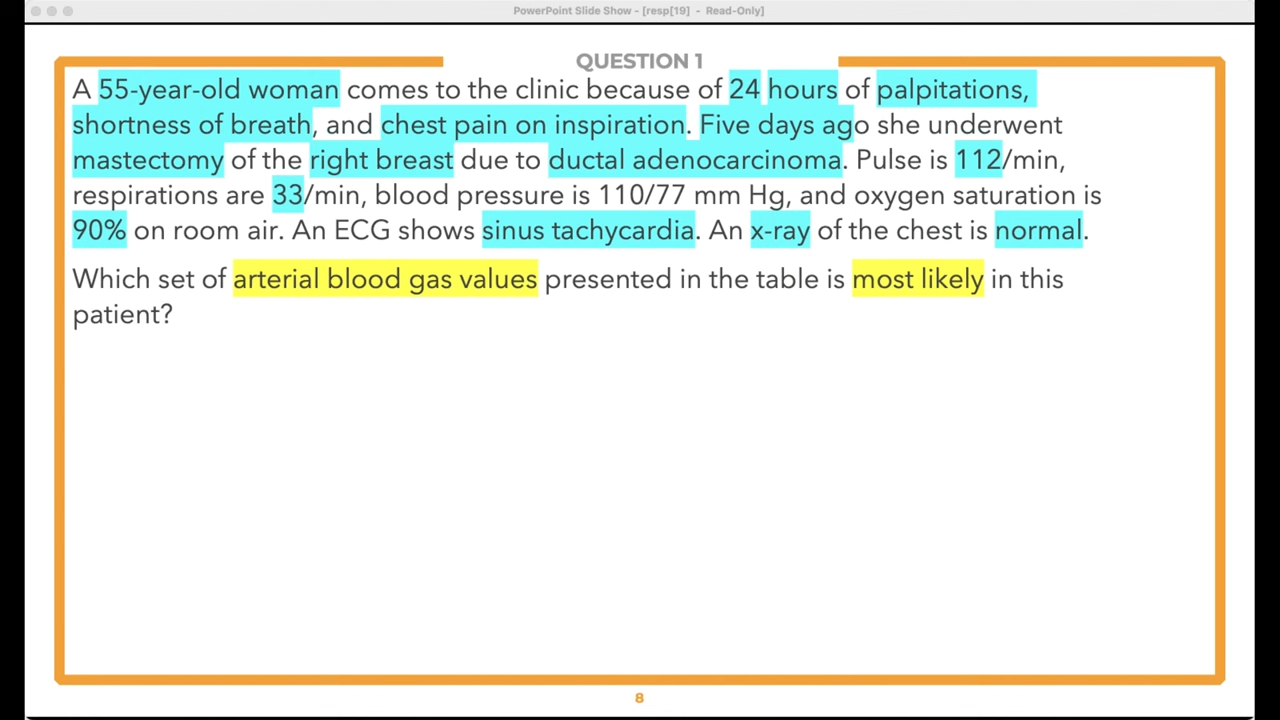 PowerPoint Slide Show - [resp[19] - Read-Only]
QUESTION 1
A 55-year-old woman comes to the clinic because of 24 hours of palpitations,
shortness of breath, and chest pain on inspiration. Five days ago she underwent
mastectomy of the right breast due to ductal adenocarcinoma. Pulse is 112/min,
respirations are 33/min, blood pressure is 110/77 mm Hg, and oxygen saturation is
90% on room air. An ECG shows sinus tachycardia. An x-ray of the chest is normal.
Which set of arterial blood gas values presented in the table is most likely in this
patient?
8